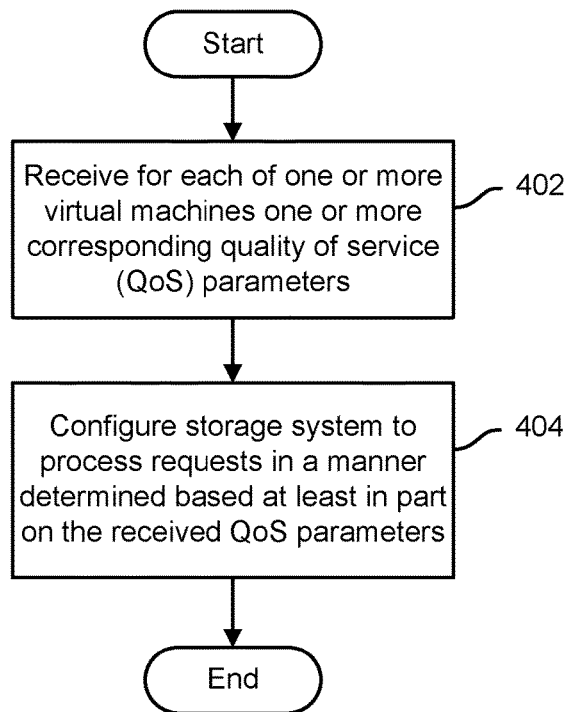 Start
Receive for each of one or more
virtual machines one or more
corresponding quality of service
(QoS) parameters
402
Configure storage system to
process requests in a manner
determined based at least in part
on the received QoS parameters
404
End